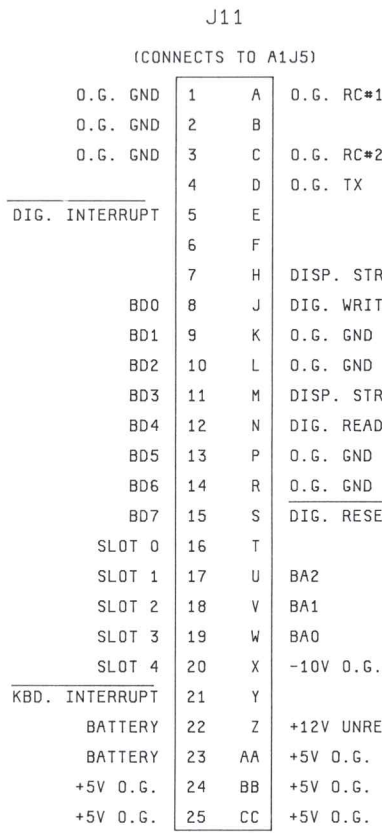 J11
(CONNECTS TO A1J5)
O.G. GND 1 A O.G. RC#1
O.G. GND 2 B
O.G. GND 3 C O.G. RC#2
4 D O.G. TX
DIG. INTERRUPT 5 E
6 F
7 H DISP. STR
BD0 8 J DIG. WRIT
BD1 9 K O.G. GND
BD2 10 L O.G. GND
BD3 11 M DISP. STR
BD4 12 N DIG. READ
BD5 13 P O.G. GND
BD6 14 R O.G. GND
BD7 15 S DIG. RESE
SLOT 0 16 T
SLOT 1 17 U BA2
SLOT 2 18 V BA1
SLOT 3 19 W BA0
SLOT 4 20 X -10V O.G.
KBD. INTERRUPT 21 Y
BATTERY 22 Z +12V UNRE
BATTERY 23 AA +5V O.G.
+5V O.G. 24 BB +5V O.G.
+5V O.G. 25 CC +5V O.G.